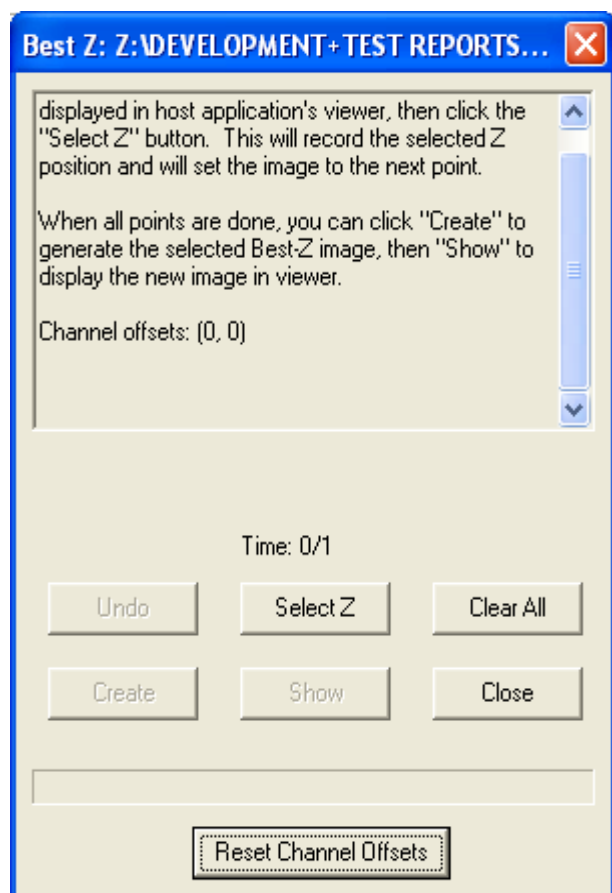 Best Z: Z:\DEVELOPMENT+TEST REPORTS...
displayed in host application's viewer, then click the
"Select Z" button.  This will record the selected Z
position and will set the image to the next point.
When all points are done, you can click "Create" to
generate the selected Best-Z image, then "Show" to
display the new image in viewer.
Channel offsets: (0, 0)
Time: 0/1
Undo
Select Z
Clear All
Create
Show
Close
Reset Channel Offsets